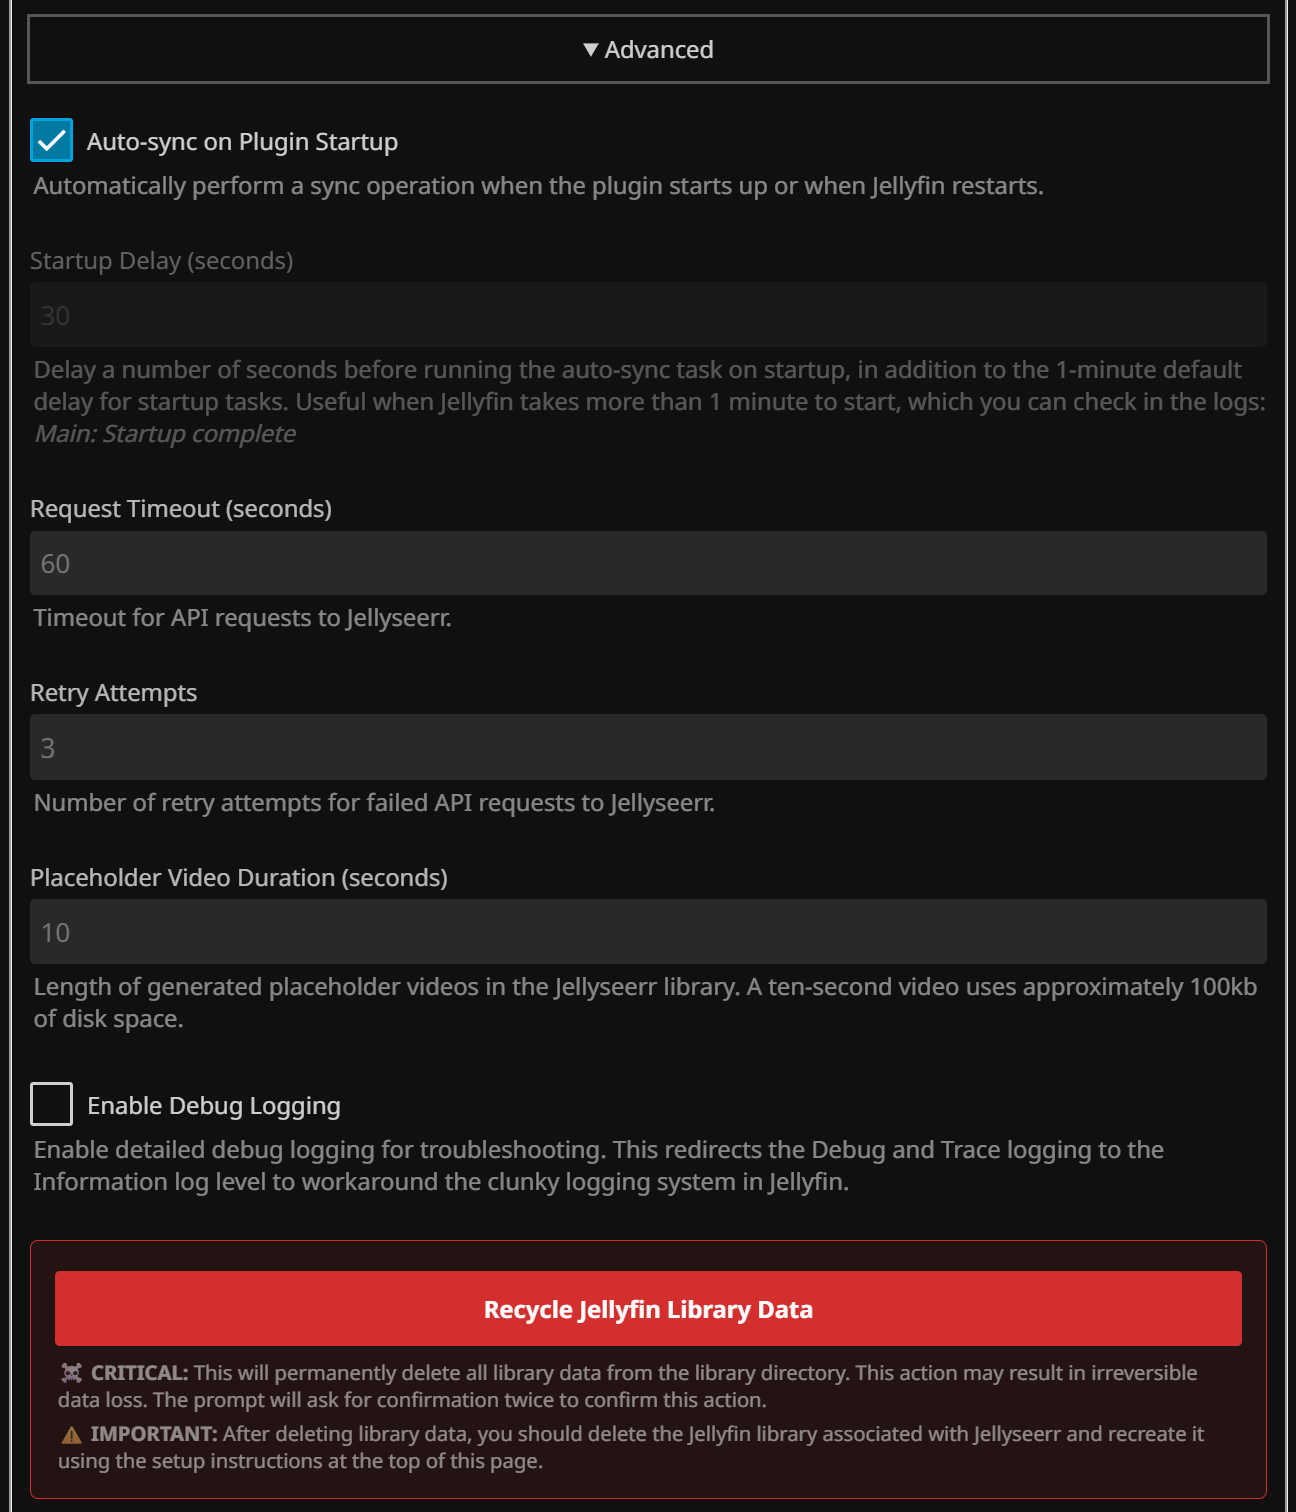 ▼ Advanced
Auto-sync on Plugin Startup
Automatically perform a sync operation when the plugin starts up or when Jellyfin restarts.
Startup Delay (seconds)
30
Delay a number of seconds before running the auto-sync task on startup, in addition to the 1-minute default
delay for startup tasks. Useful when Jellyfin takes more than 1 minute to start, which you can check in the logs:
Main: Startup complete
Request Timeout (seconds)
60
Timeout for API requests to Jellyseerr.
Retry Attempts
3
Number of retry attempts for failed API requests to Jellyseerr.
Placeholder Video Duration (seconds)
10
Length of generated placeholder videos in the Jellyseerr library. A ten-second video uses approximately 100kb
of disk space.
Enable Debug Logging
Enable detailed debug logging for troubleshooting. This redirects the Debug and Trace logging to the
Information log level to workaround the clunky logging system in Jellyfin.
Recycle Jellyfin Library Data
☠️ CRITICAL: This will permanently delete all library data from the library directory. This action may result in irreversible
data loss. The prompt will ask for confirmation twice to confirm this action.
⚠️ IMPORTANT: After deleting library data, you should delete the Jellyfin library associated with Jellyseerr and recreate it
using the setup instructions at the top of this page.